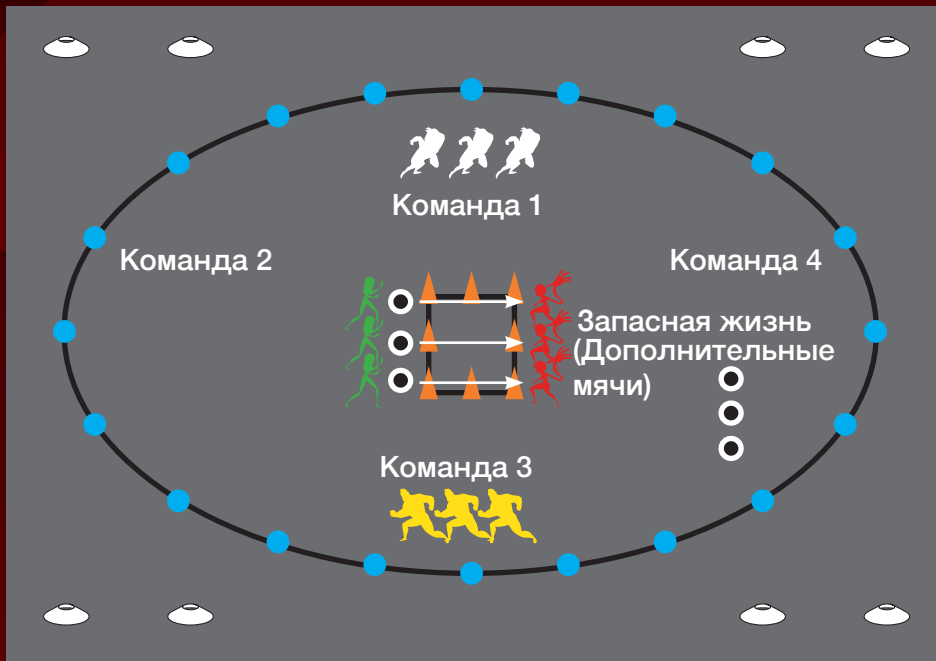 Команда 1
Команда 2
Команда 4
Запасная жизнь
(Дополнительные
мячи)
Команда 3